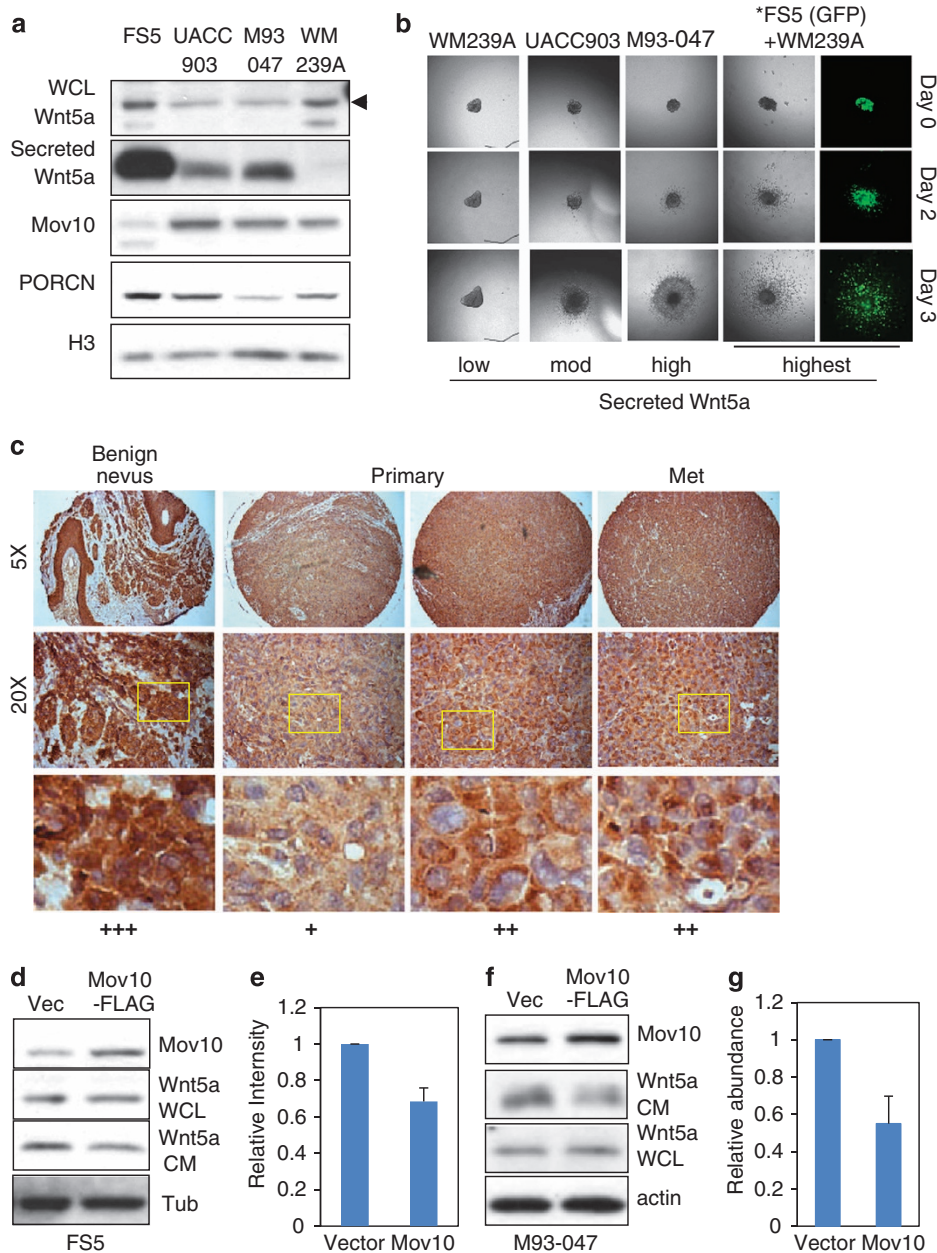 a
FS5 UACC 903 M93 047 WM 239A
WCL Wnt5a
Secreted Wnt5a
Mov10
PORCN
H3
b
WM239A UACC903 M93-047 *FS5 (GFP) +WM239A
Day 0
Day 2
Day 3
low mod high highest
Secreted Wnt5a
c
Benign nevus Primary Met
5X
20X
+++ + ++ ++
d
Vec Mov10 -FLAG
Mov10
Wnt5a WCL
Wnt5a CM
Tub
FS5
e
Relative Internsity
1.2
1
0.8
0.6
0.4
0.2
0
Vector Mov10
f
Vec Mov10 -FLAG
Mov10
Wnt5a CM
Wnt5a WCL
actin
M93-047
g
Relative abundance
1.2
1
0.8
0.6
0.4
0.2
0
Vector Mov10